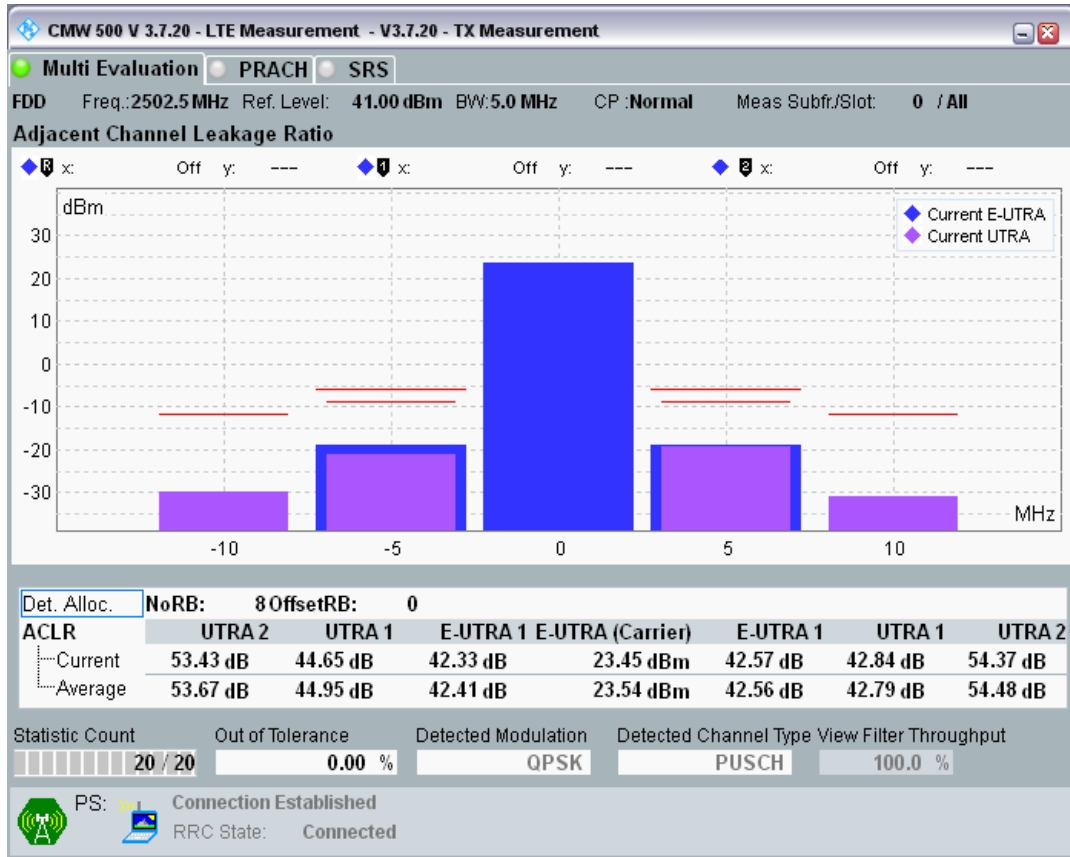 CMW 500 V 3.7.20 - LTE Measurement - V3.7.20 - TX Measurement
Multi Evaluation PRACH SRS
FDD Freq.:2502.5 MHz Ref. Level: 41.00 dBm BW:5.0 MHz CP :Normal Meas Subfr./Slot: 0 / All
Adjacent Channel Leakage Ratio
R x: Off y: --- 1 x: Off y: --- 2 x: Off y: ---
dBm
Current E-UTRA
Current UTRA
30
20
10
0
-10
-20
-30
MHz
-10 -5 0 5 10
Det. Alloc. NoRB: 8 OffsetRB: 0
ACLR UTRA 2 UTRA 1 E-UTRA 1 E-UTRA (Carrier) E-UTRA 1 UTRA 1 UTRA 2
Current 53.43 dB 44.65 dB 42.33 dB 23.45 dBm 42.57 dB 42.84 dB 54.37 dB
Average 53.67 dB 44.95 dB 42.41 dB 23.54 dBm 42.56 dB 42.79 dB 54.48 dB
Statistic Count Out of Tolerance Detected Modulation Detected Channel Type View Filter Throughput
20 / 20 0.00 % QPSK PUSCH 100.0 %
PS: Connection Established
RRC State: Connected